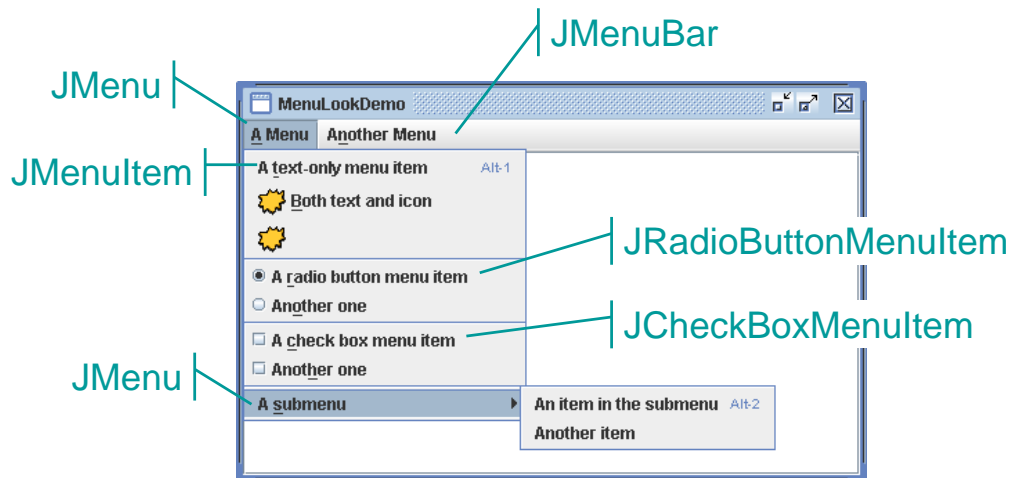 JMenuBar
JMenu
MenuLookDemo
A Menu Another Menu
JMenuItem
A text-only menu item Alt-1
Both text and icon
JRadioButtonMenuItem
A radio button menu item
Another one
JCheckBoxMenuItem
A check box menu item
Another one
JMenu
A submenu
An item in the submenu Alt-2
Another item